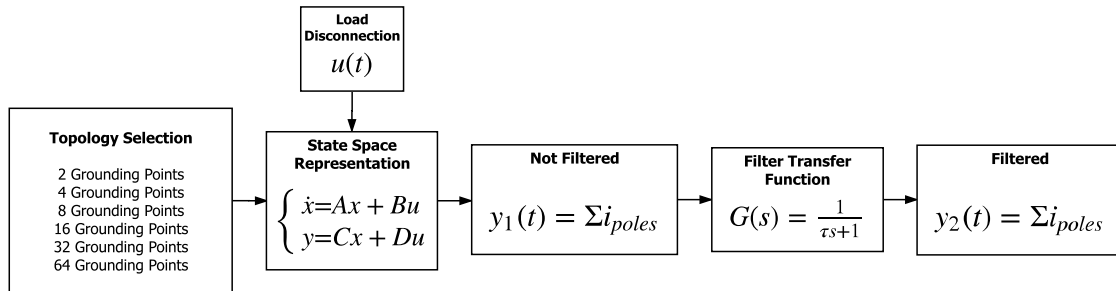 Load
Disconnection
u(t)
Topology Selection
2 Grounding Points
4 Grounding Points
8 Grounding Points
16 Grounding Points
32 Grounding Points
64 Grounding Points
State Space
Representation
{ ẋ=Ax + Bu
y=Cx + Du
Not Filtered
y₁(t) = Σi_poles
Filter Transfer
Function
G(s) = 1/(τs+1)
Filtered
y₂(t) = Σi_poles